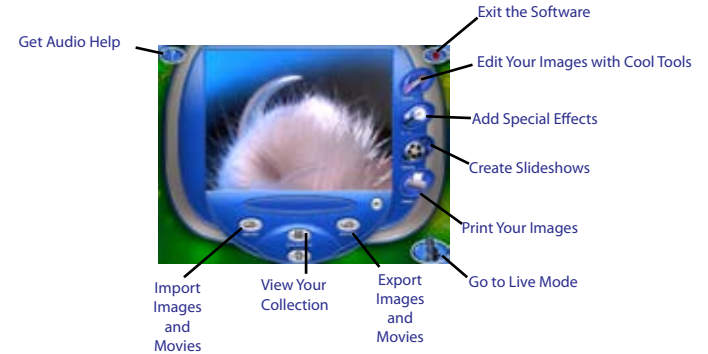 Exit the Software
Get Audio Help
Edit Your Images with Cool Tools
Add Special Effects
Create Slideshows
Print Your Images
Go to Live Mode
Import
Images
and
Movies
View Your
Collection
Export
Images
and
Movies